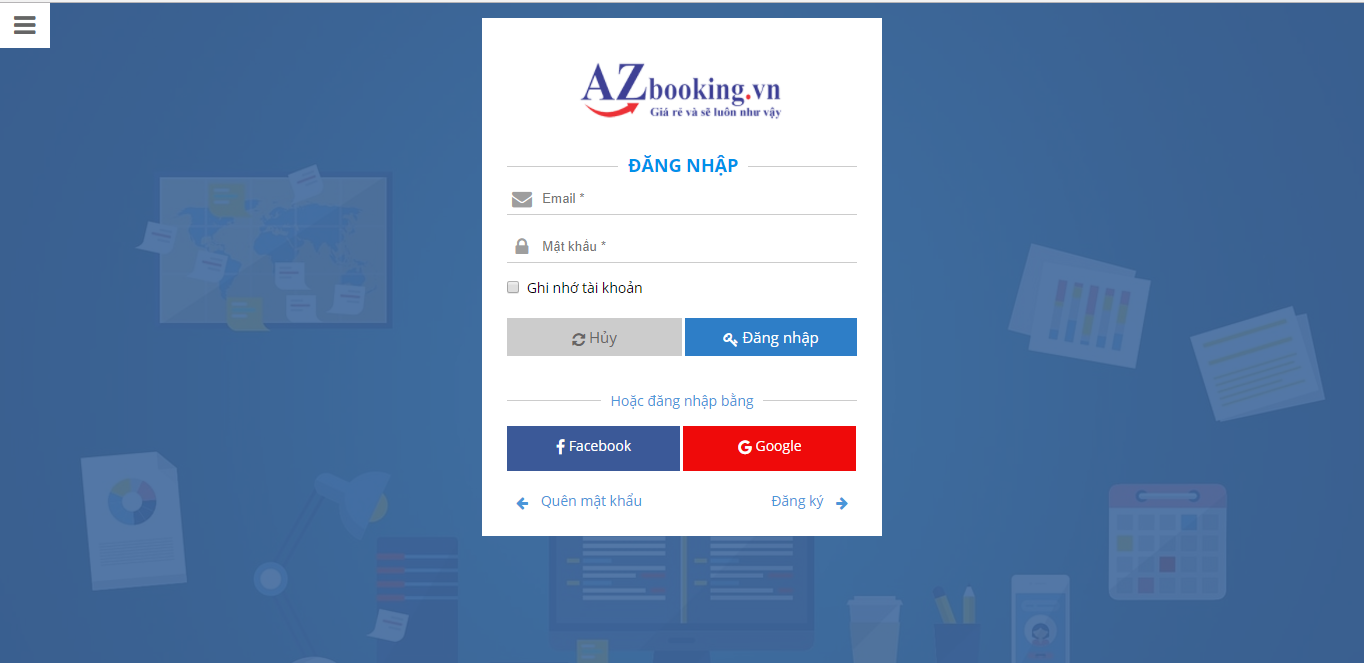 AZbooking.vn
Giá rẻ và sẽ luôn như vậy
ĐĂNG NHẬP
Email *
Mật khẩu *
Ghi nhớ tài khoản
Hủy
Đăng nhập
Hoặc đăng nhập bằng
Facebook
Google
Quên mật khẩu
Đăng ký